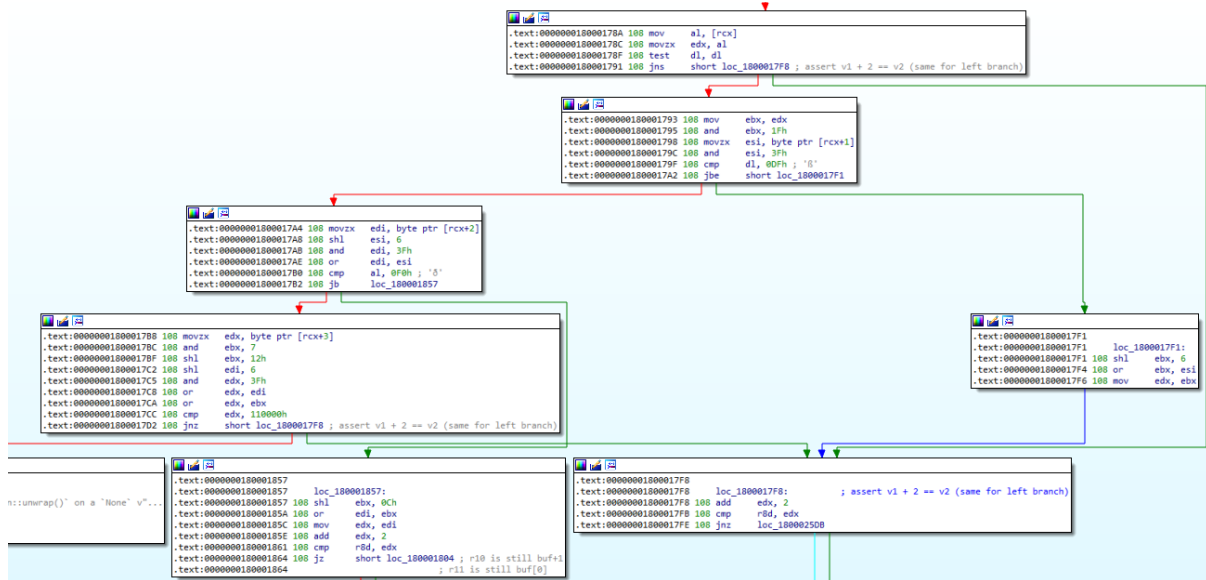 .text:000000018000178A 108 mov al, [rcx]
.text:000000018000178C 108 movzx edx, al
.text:000000018000178F 108 test dl, dl
.text:0000000180001791 108 jns short loc_1800017F8 ; assert v1 + 2 == v2 (same for left branch)
.text:0000000180001793 108 mov ebx, edx
.text:0000000180001795 108 and ebx, 1Fh
.text:0000000180001798 108 movzx esi, byte ptr [rcx+1]
.text:000000018000179C 108 and esi, 3Fh
.text:000000018000179F 108 cmp dl, 0DFh ; 'ß'
.text:00000001800017A2 108 jbe short loc_1800017F1
.text:00000001800017A4 108 movzx edi, byte ptr [rcx+2]
.text:00000001800017A8 108 shl esi, 6
.text:00000001800017AB 108 and edi, 3Fh
.text:00000001800017AE 108 or edi, esi
.text:00000001800017B0 108 cmp al, 0F0h ; 'ð'
.text:00000001800017B2 108 jb loc_180001857
.text:00000001800017B8 108 movzx edx, byte ptr [rcx+3]
.text:00000001800017BC 108 and ebx, 7
.text:00000001800017BF 108 shl ebx, 12h
.text:00000001800017C2 108 shl edi, 6
.text:00000001800017C5 108 and edx, 3Fh
.text:00000001800017C8 108 or edx, edi
.text:00000001800017CA 108 or edx, ebx
.text:00000001800017CC 108 cmp edx, 110000h
.text:00000001800017D2 108 jnz short loc_1800017F8 ; assert v1 + 2 == v2 (same for left branch)
.text:00000001800017F1
.text:00000001800017F1 loc_1800017F1:
.text:00000001800017F1 108 shl ebx, 6
.text:00000001800017F4 108 or ebx, esi
.text:00000001800017F6 108 mov edx, ebx
n::unwrap()` on a `None` v"...
.text:0000000180001857
.text:0000000180001857 loc_180001857:
.text:0000000180001857 108 shl ebx, 0Ch
.text:000000018000185A 108 or edi, ebx
.text:000000018000185C 108 mov edx, edi
.text:000000018000185E 108 add edx, 2
.text:0000000180001861 108 cmp r8d, edx
.text:0000000180001864 108 jz short loc_180001804 ; r10 is still buf+1
.text:0000000180001864 ; r11 is still buf[0]
.text:00000001800017F8
.text:00000001800017F8 loc_1800017F8: ; assert v1 + 2 == v2 (same for left branch)
.text:00000001800017F8 108 add edx, 2
.text:00000001800017FB 108 cmp r8d, edx
.text:00000001800017FE 108 jnz loc_1800025DB